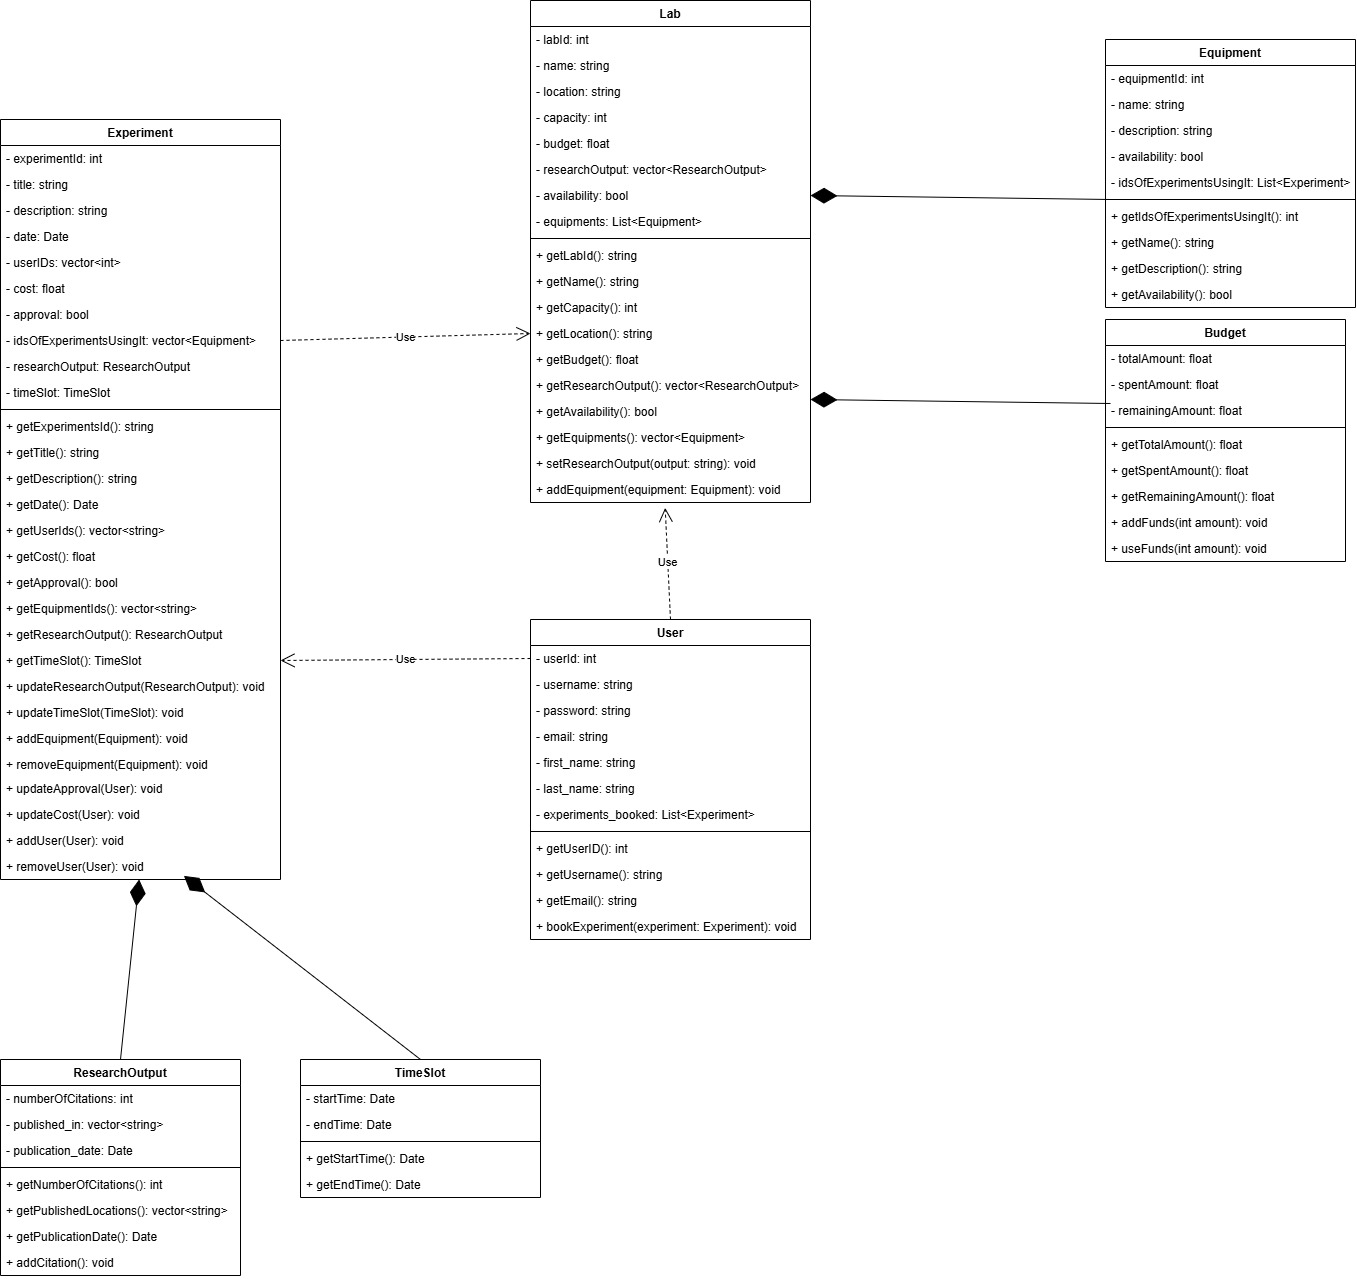 Lab
- labId: int
- name: string
- location: string
- capacity: int
- budget: float
- researchOutput: vector<ResearchOutput>
- availability: bool
- equipments: List<Equipment>
+ getLabId(): string
+ getName(): string
+ getCapacity(): int
+ getLocation(): string
+ getBudget(): float
+ getResearchOutput(): vector<ResearchOutput>
+ getAvailability(): bool
+ getEquipments(): vector<Equipment>
+ setResearchOutput(output: string): void
+ addEquipment(equipment: Equipment): void
Equipment
- equipmentId: int
- name: string
- description: string
- availability: bool
- idsOfExperimentsUsingIt: List<Experiment>
+ getIdsOfExperimentsUsingIt(): int
+ getName(): string
+ getDescription(): string
+ getAvailability(): bool
Budget
- totalAmount: float
- spentAmount: float
- remainingAmount: float
+ getTotalAmount(): float
+ getSpentAmount(): float
+ getRemainingAmount(): float
+ addFunds(int amount): void
+ useFunds(int amount): void
Experiment
- experimentId: int
- title: string
- description: string
- date: Date
- userIDs: vector<int>
- cost: float
- approval: bool
- idsOfExperimentsUsingIt: vector<Equipment>
- researchOutput: ResearchOutput
- timeSlot: TimeSlot
+ getExperimentsId(): string
+ getTitle(): string
+ getDescription(): string
+ getDate(): Date
+ getUserIds(): vector<string>
+ getCost(): float
+ getApproval(): bool
+ getEquipmentIds(): vector<string>
+ getResearchOutput(): ResearchOutput
+ getTimeSlot(): TimeSlot
+ updateResearchOutput(ResearchOutput): void
+ updateTimeSlot(TimeSlot): void
+ addEquipment(Equipment): void
+ removeEquipment(Equipment): void
+ updateApproval(User): void
+ updateCost(User): void
+ addUser(User): void
+ removeUser(User): void
Use
Use
Use
User
- userId: int
- username: string
- password: string
- email: string
- first_name: string
- last_name: string
- experiments_booked: List<Experiment>
+ getUserID(): int
+ getUsername(): string
+ getEmail(): string
+ bookExperiment(experiment: Experiment): void
ResearchOutput
- numberOfCitations: int
- published_in: vector<string>
- publication_date: Date
+ getNumberOfCitations(): int
+ getPublishedLocations(): vector<string>
+ getPublicationDate(): Date
+ addCitation(): void
TimeSlot
- startTime: Date
- endTime: Date
+ getStartTime(): Date
+ getEndTime(): Date